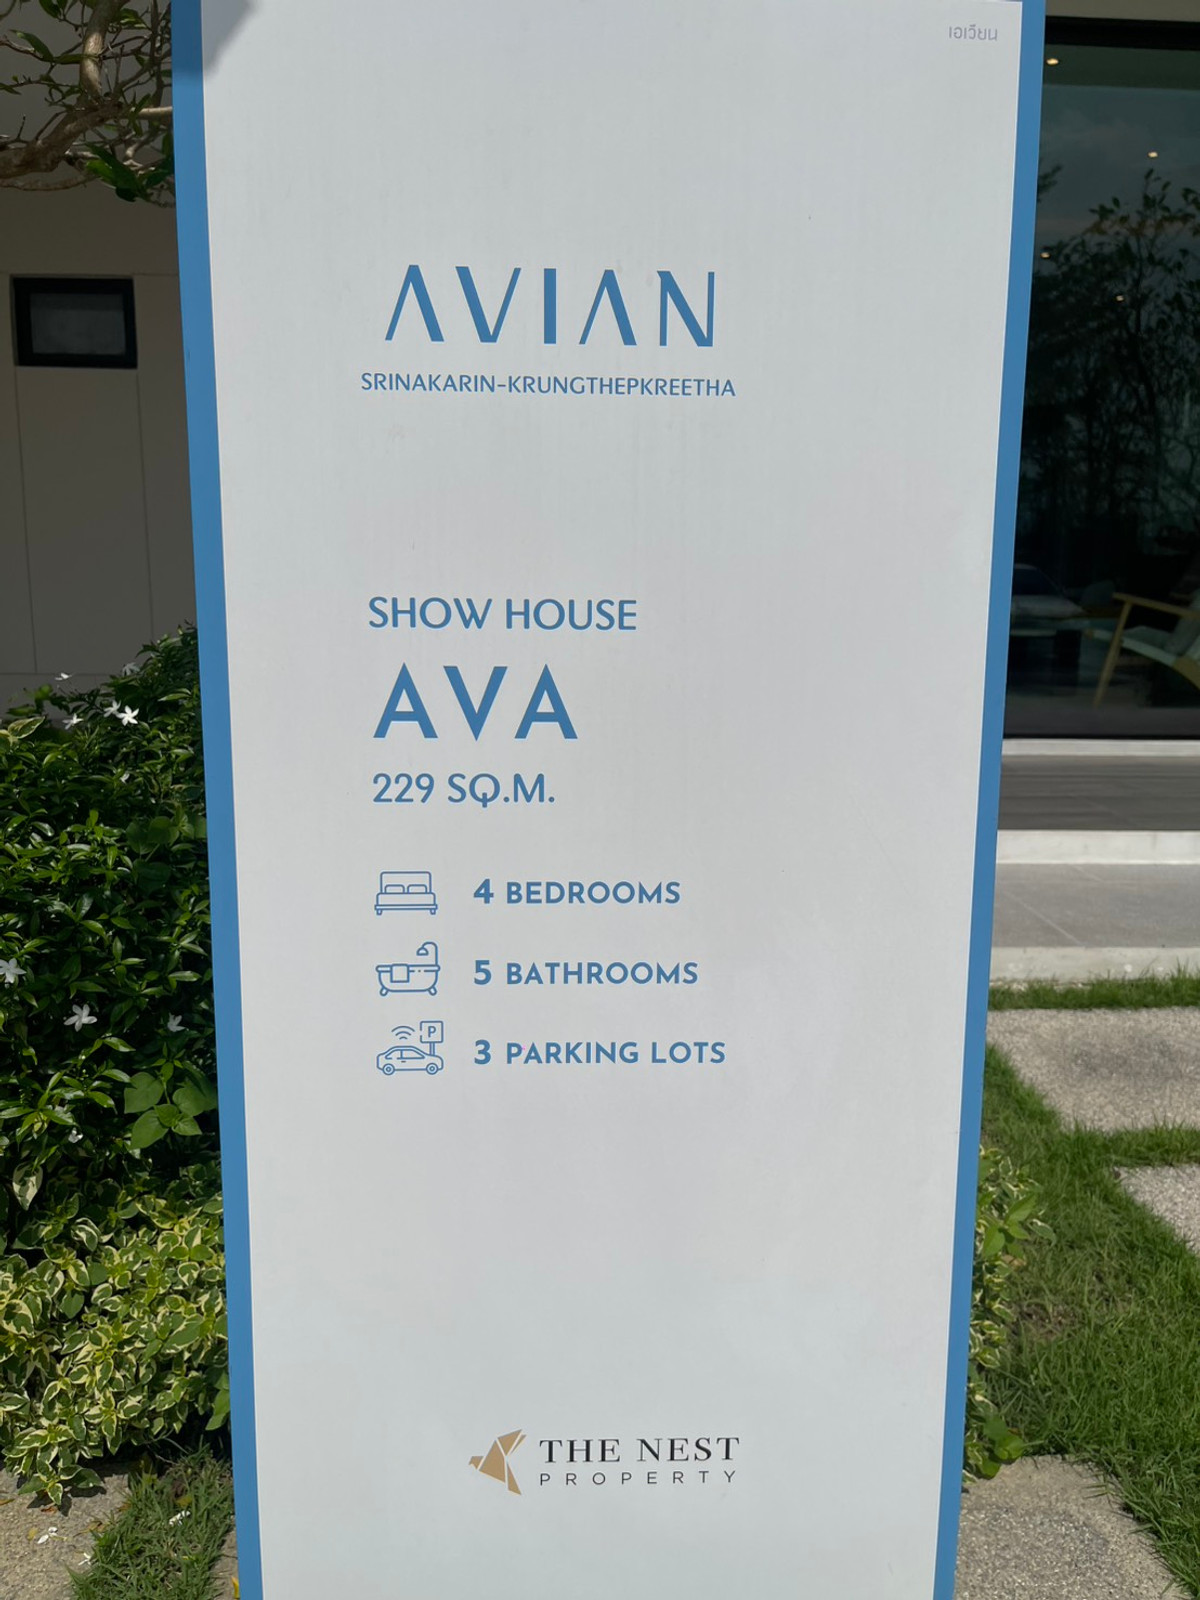 เอเวียน
AVIAN
SRINAKARIN-KRUNGTHEPKREETHA
SHOW HOUSE
AVA
229 SQ.M.
4 BEDROOMS
5 BATHROOMS
P
3 PARKING LOTS
THE NEST
PROPERTY